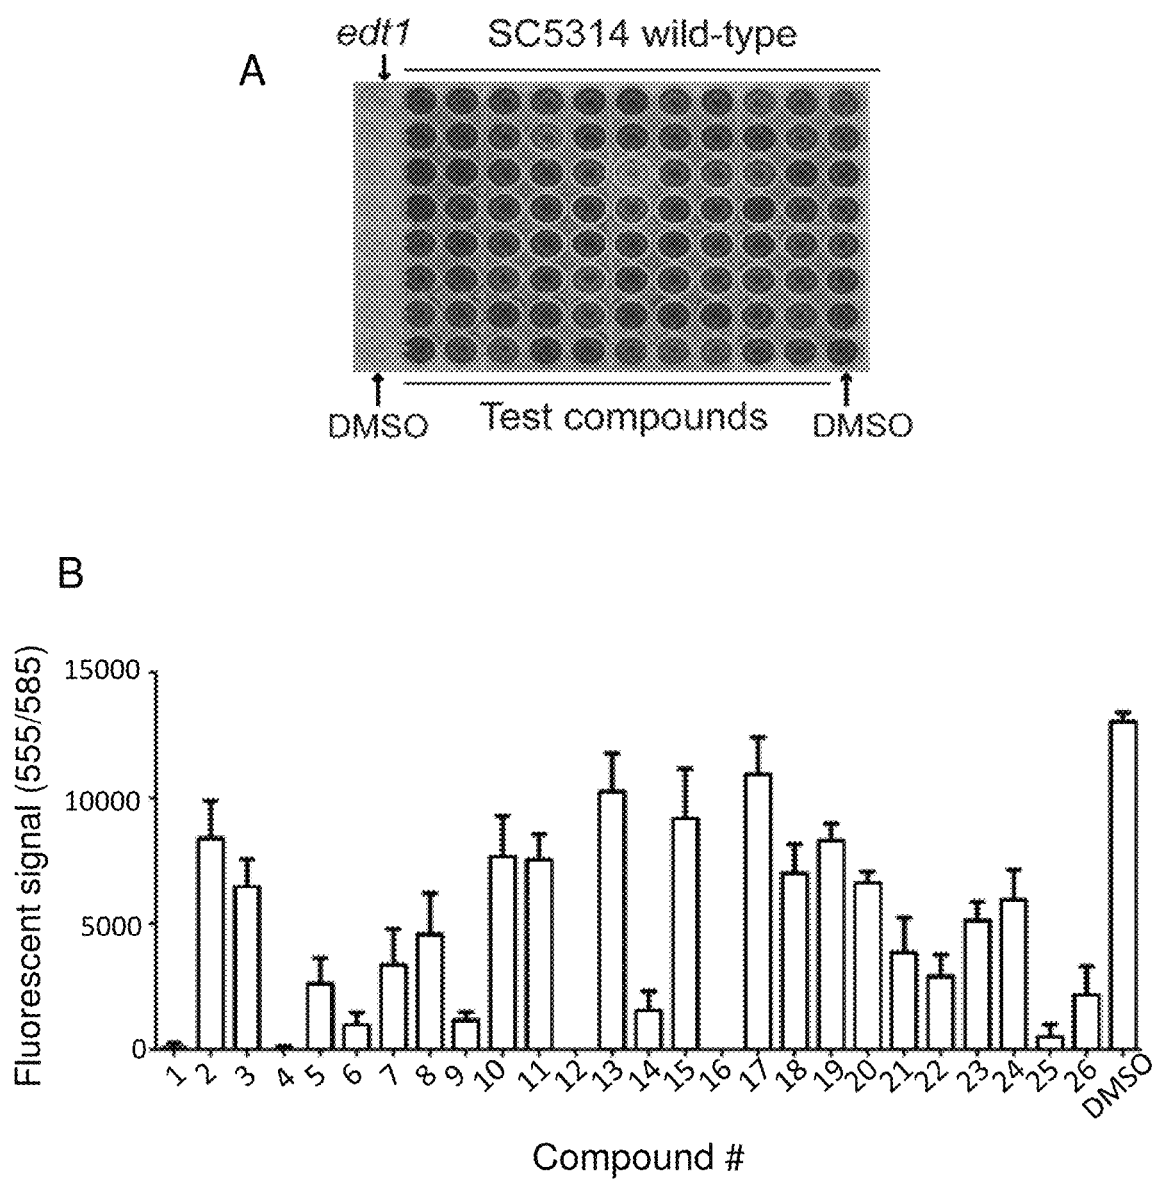 edt1 SC5314 wild-type
A
DMSO Test compounds DMSO
B
Fluorescent signal (555/585)
15000
10000
5000
0
1 2 3 4 5 6 7 8 9 10 11 12 13 14 15 16 17 18 19 20 21 22 23 24 25 26 DMSO
Compound #